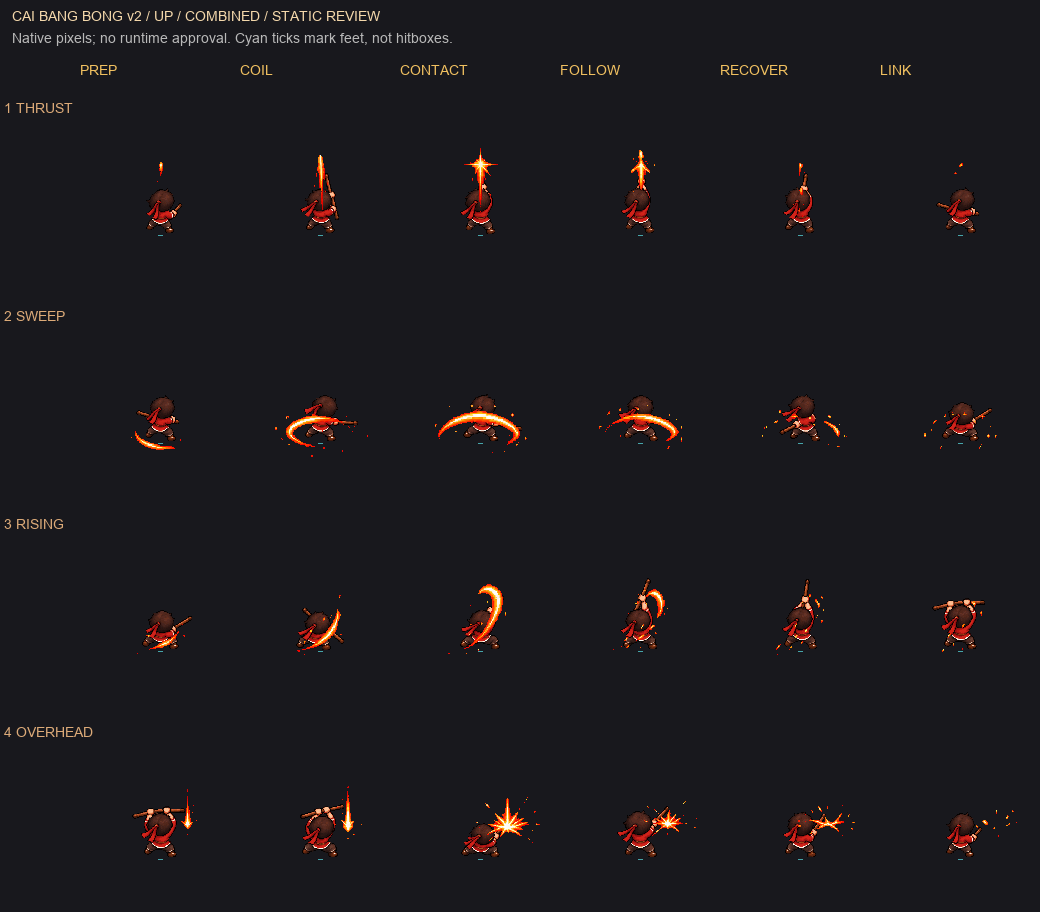 CAI BANG BONG v2 / UP / COMBINED / STATIC REVIEW
Native pixels; no runtime approval. Cyan ticks mark feet, not hitboxes.
PREP COIL CONTACT FOLLOW RECOVER LINK
1 THRUST
2 SWEEP
3 RISING
4 OVERHEAD